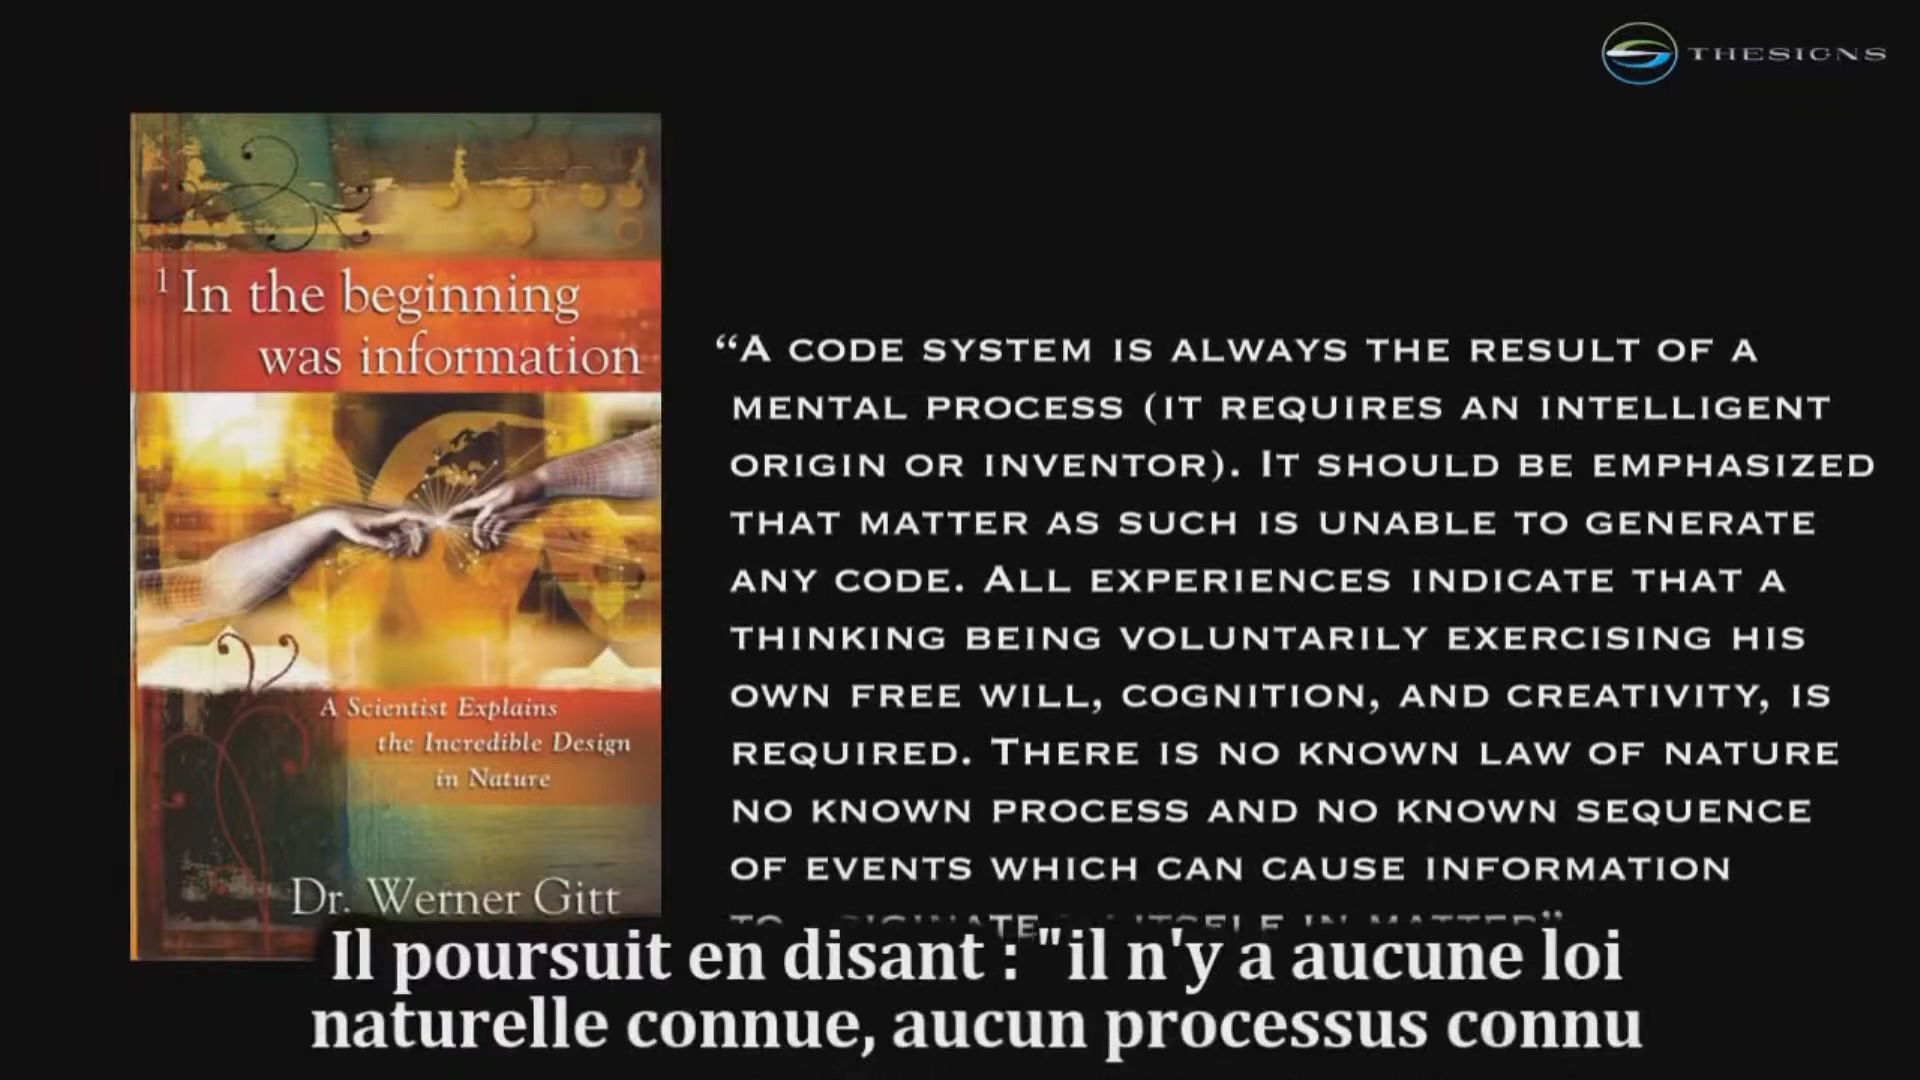 THESIGNS
1 In the beginning
was information
A Scientist Explains
the Incredible Design
in Nature
Dr. Werner Gitt
“A CODE SYSTEM IS ALWAYS THE RESULT OF A
MENTAL PROCESS (IT REQUIRES AN INTELLIGENT
ORIGIN OR INVENTOR). IT SHOULD BE EMPHASIZED
THAT MATTER AS SUCH IS UNABLE TO GENERATE
ANY CODE. ALL EXPERIENCES INDICATE THAT A
THINKING BEING VOLUNTARILY EXERCISING HIS
OWN FREE WILL, COGNITION, AND CREATIVITY, IS
REQUIRED. THERE IS NO KNOWN LAW OF NATURE
NO KNOWN PROCESS AND NO KNOWN SEQUENCE
OF EVENTS WHICH CAN CAUSE INFORMATION
Il poursuit en disant : "il n'y a aucune loi
naturelle connue, aucun processus connu